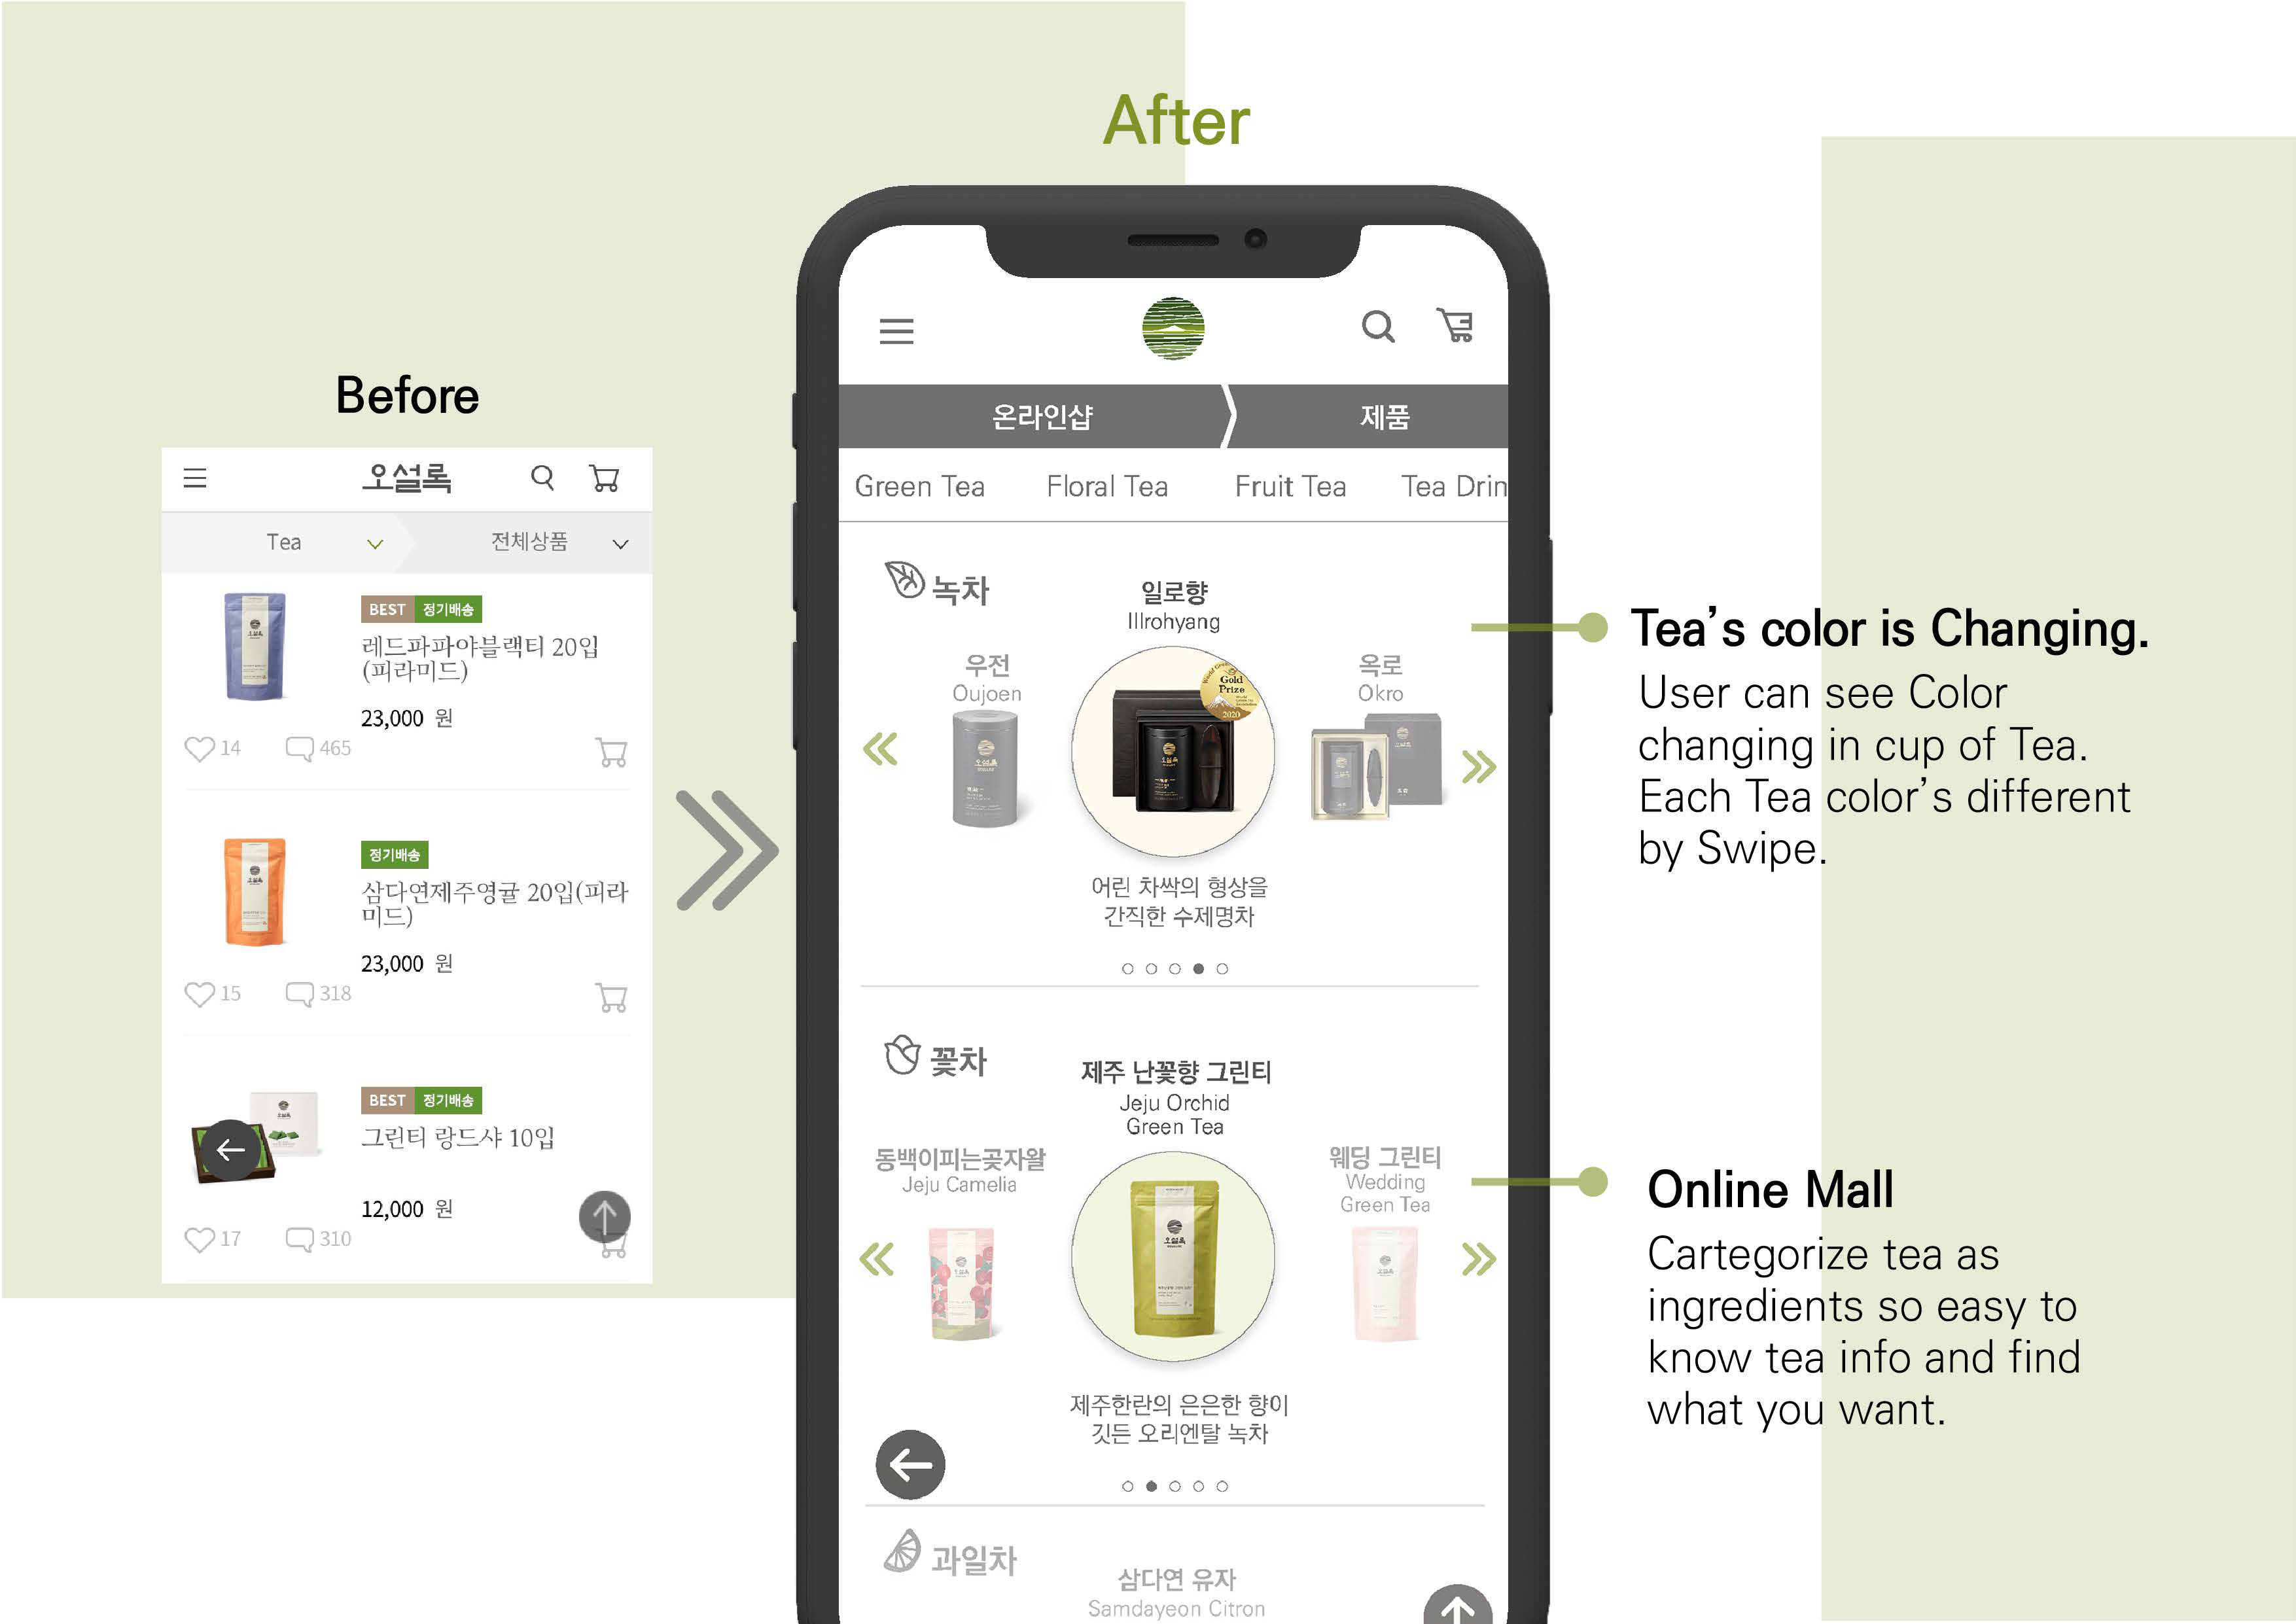 After
Before
오설록
Tea
전체상품
BEST 정기배송
레드파파야블랙티 20입
(피라미드)
23,000 원
14
465
정기배송
삼다연제주영귤 20입(피라
미드)
23,000 원
15
318
BEST 정기배송
그린티 랑드샤 10입
12,000 원
17
310
온라인샵
제품
Green Tea
Floral Tea
Fruit Tea
Tea Drin
녹차
일로향
Illrohyang
우전
Oujoen
옥로
Okro
Gold
Prize
2020
오설록
어린 차싹의 형상을
간직한 수제명차
꽃차
제주 난꽃향 그린티
Jeju Orchid
Green Tea
동백이피는곶자왈
Jeju Camelia
웨딩 그린티
Wedding
Green Tea
오설록
제주한란의 은은한 향이
깃든 오리엔탈 녹차
과일차
삼다연 유자
Samdayeon Citron
Tea’s color is Changing.
User can see Color
changing in cup of Tea.
Each Tea color’s different
by Swipe.
Online Mall
Cartegorize tea as
ingredients so easy to
know tea info and find
what you want.